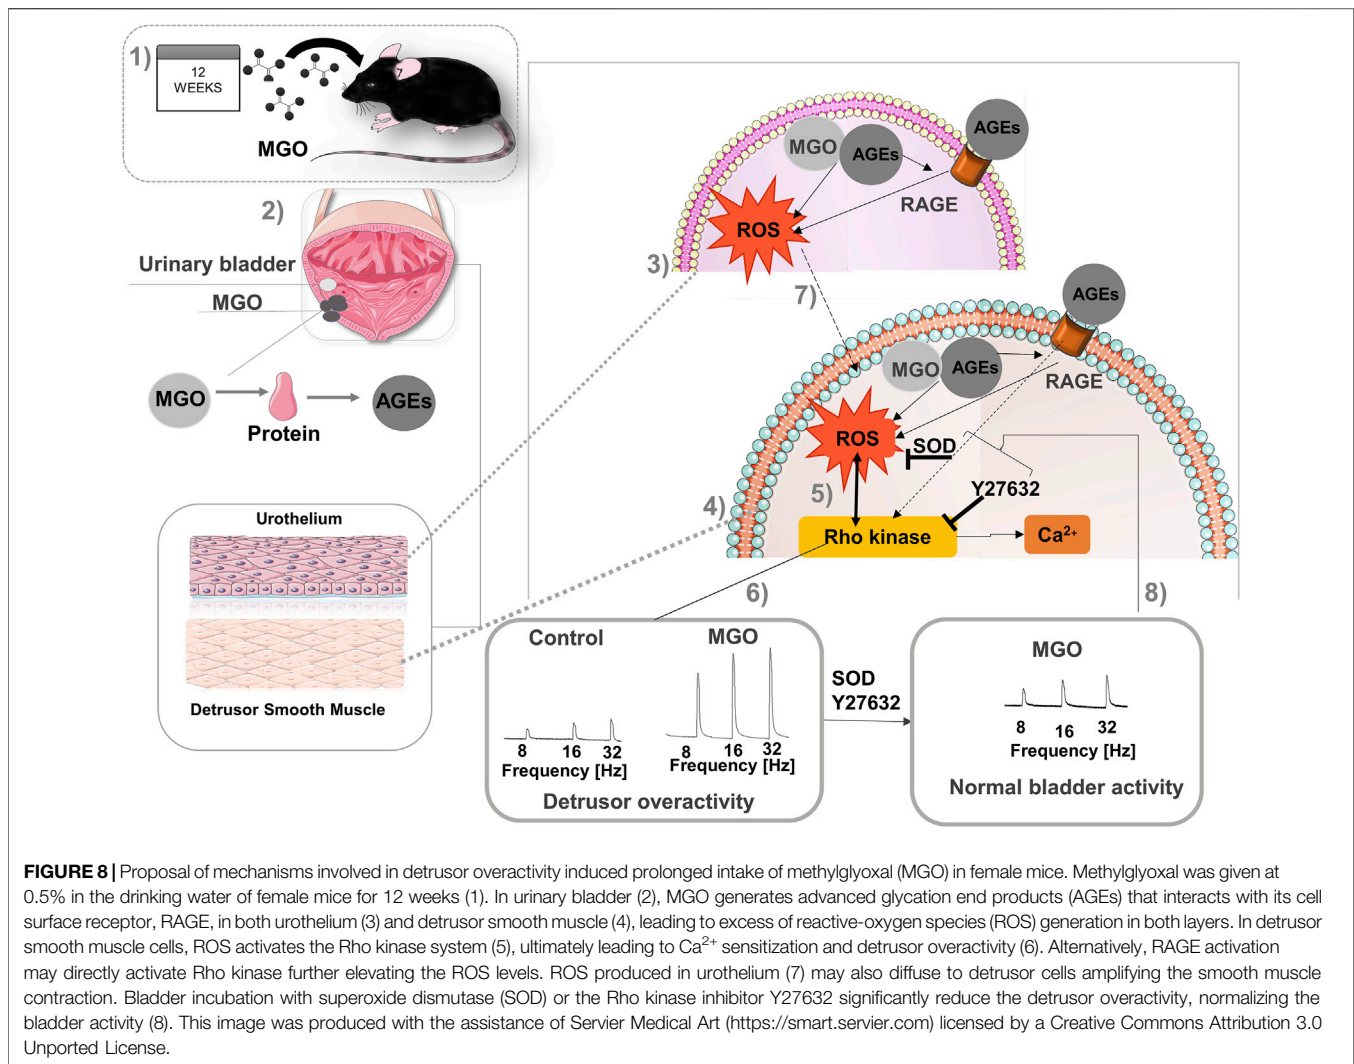 1)
12
WEEKS
MGO
2)
Urinary bladder
MGO
MGO
Protein
AGEs
Urothelium
Detrusor Smooth Muscle
MGO
AGEs
AGEs
RAGE
ROS
3)
7)
AGEs
MGO
AGEs
RAGE
ROS
SOD
Y27632
5)
4)
Rho kinase
Ca²⁺
6)
8)
Control
MGO
8
16
32
Frequency [Hz]
8
16
32
Frequency [Hz]
Detrusor overactivity
SOD
Y27632
MGO
8
16
32
Frequency [Hz]
Normal bladder activity
FIGURE 8 | Proposal of mechanisms involved in detrusor overactivity induced prolonged intake of methylglyoxal (MGO) in female mice. Methylglyoxal was given at
0.5% in the drinking water of female mice for 12 weeks (1). In urinary bladder (2), MGO generates advanced glycation end products (AGEs) that interacts with its cell
surface receptor, RAGE, in both urothelium (3) and detrusor smooth muscle (4), leading to excess of reactive-oxygen species (ROS) generation in both layers. In detrusor
smooth muscle cells, ROS activates the Rho kinase system (5), ultimately leading to Ca²⁺ sensitization and detrusor overactivity (6). Alternatively, RAGE activation
may directly activate Rho kinase further elevating the ROS levels. ROS produced in urothelium (7) may also diffuse to detrusor cells amplifying the smooth muscle
contraction. Bladder incubation with superoxide dismutase (SOD) or the Rho kinase inhibitor Y27632 significantly reduce the detrusor overactivity, normalizing the
bladder activity (8). This image was produced with the assistance of Servier Medical Art (https://smart.servier.com) licensed by a Creative Commons Attribution 3.0
Unported License.